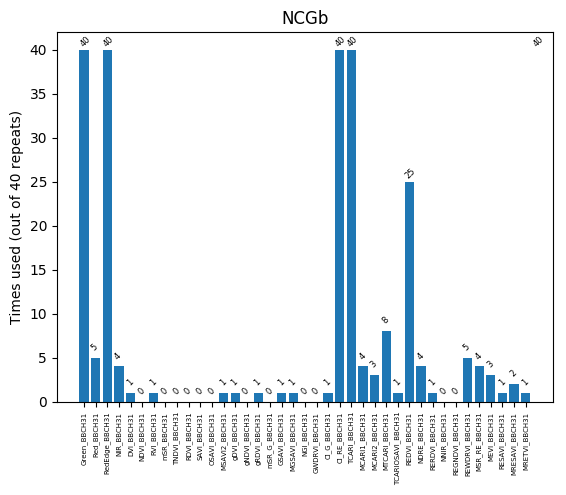 NCGb
Times used (out of 40 repeats)
40
35
30
25
20
15
10
5
0
40
5
40
4
1
0
1
0
0
0
0
0
1
1
0
1
0
1
1
0
0
1
40
40
4
3
8
1
25
4
1
0
0
5
4
3
1
2
1
40
Green_BBCH31
Red_BBCH31
RedEdge_BBCH31
NIR_BBCH31
DVI_BBCH31
NDVI_BBCH31
RVI_BBCH31
mSR_BBCH31
TNDVI_BBCH31
RDVI_BBCH31
SAVI_BBCH31
OSAVI_BBCH31
MSAVI2_BBCH31
gDVI_BBCH31
gNDVI_BBCH31
gRDVI_BBCH31
mSR_G_BBCH31
GSAVI_BBCH31
MGSAVI_BBCH31
NGI_BBCH31
GWDRVI_BBCH31
CI_G_BBCH31
CI_RE_BBCH31
TCARI_BBCH31
MCARI1_BBCH31
MCARI2_BBCH31
MTCARI_BBCH31
TCARIOSAVI_BBCH31
REDVI_BBCH31
NDRE_BBCH31
RERDVI_BBCH31
NNIR_BBCH31
REGNDVI_BBCH31
REWDRVI_BBCH31
MSR_RE_BBCH31
MEVI_BBCH31
RESAVI_BBCH31
MRESAVI_BBCH31
MRETVI_BBCH31